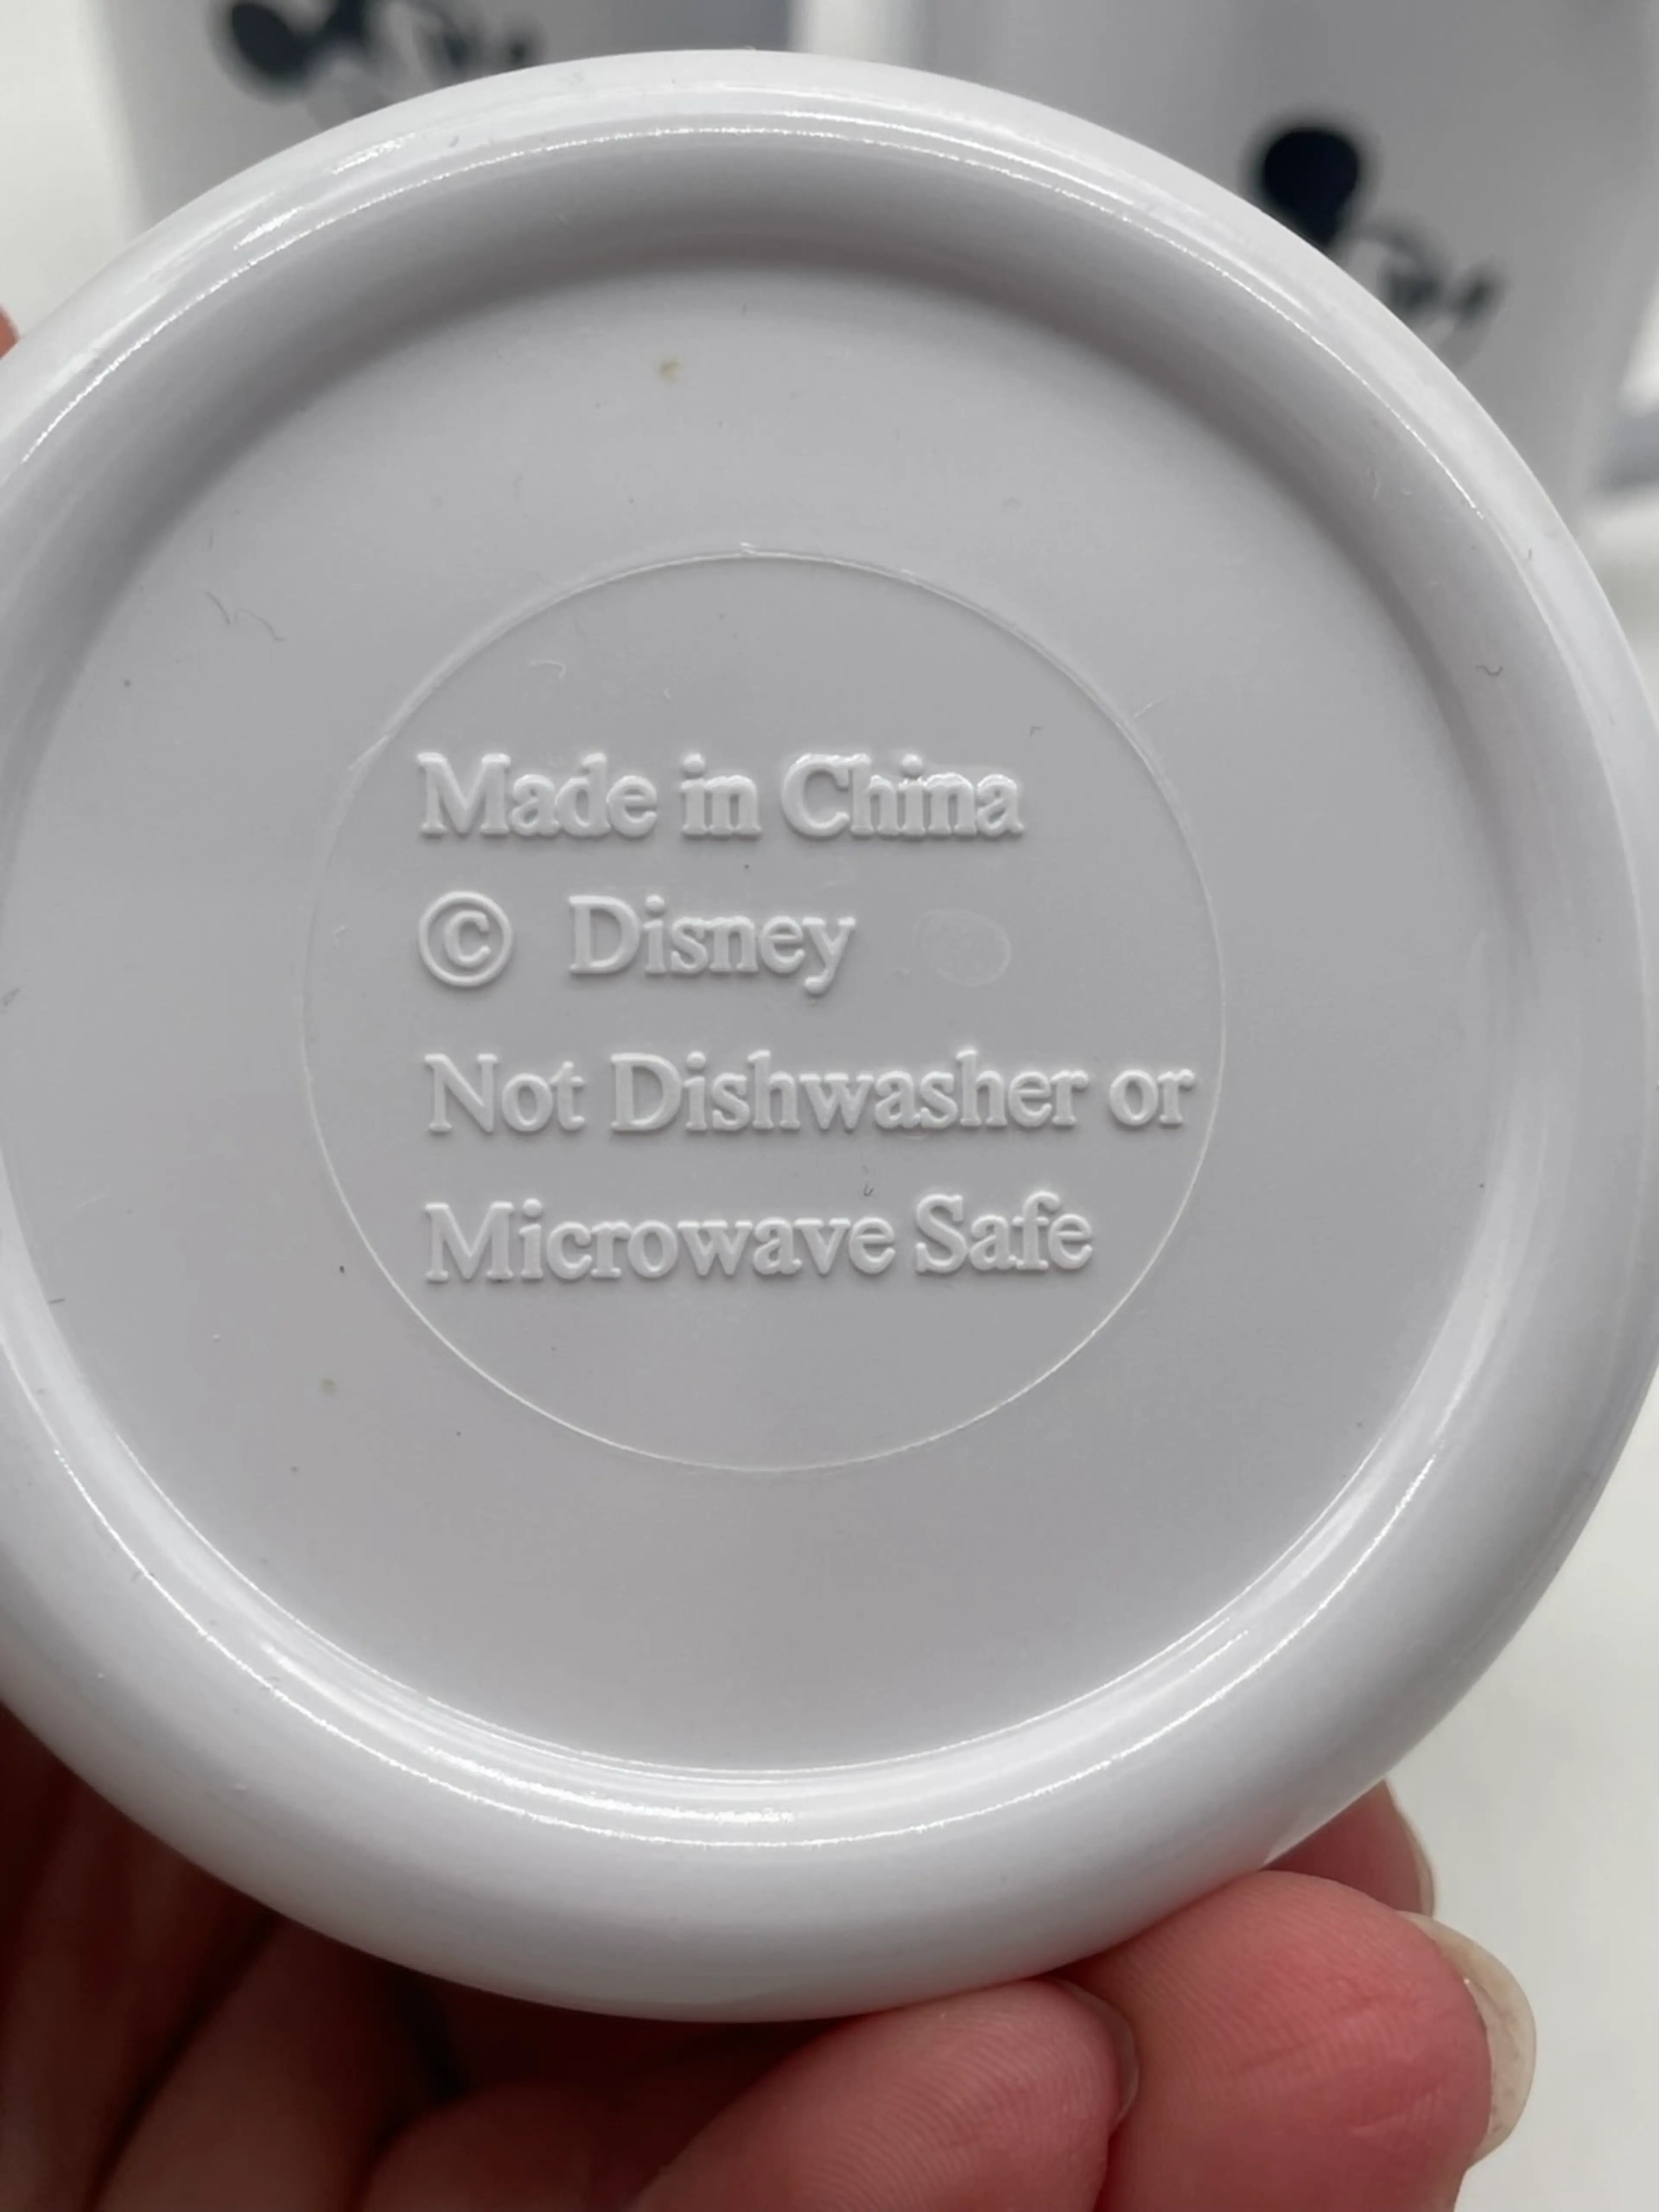 Made in China
© Disney
Not Dishwasher or
Microwave Safe